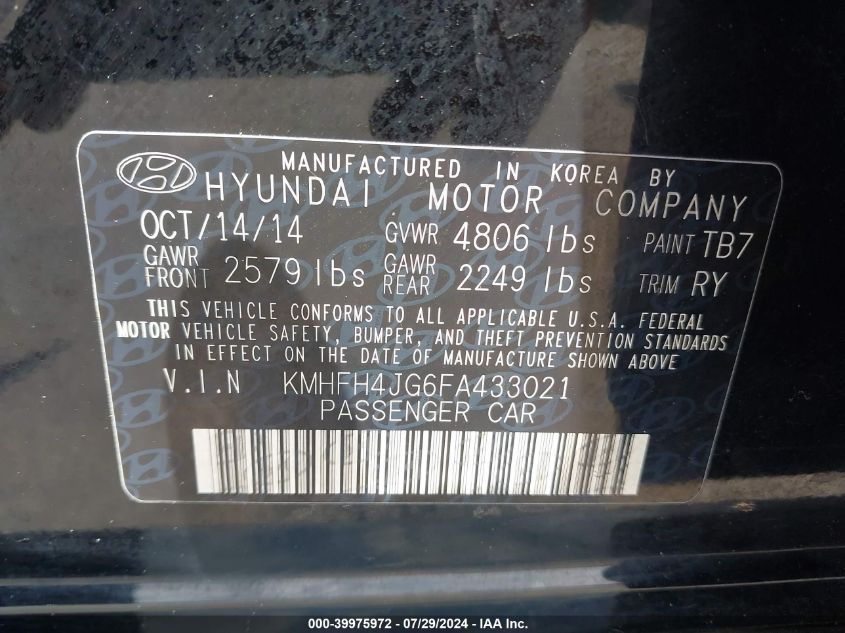 MANUFACTURED IN KOREA BY
HYUNDAI MOTOR COMPANY
OCT/14/14 GVWR 4806 lbs PAINT TB7
GAWR FRONT 2579 lbs GAWR REAR 2249 lbs TRIM RY
THIS VEHICLE CONFORMS TO ALL APPLICABLE U.S.A. FEDERAL
MOTOR VEHICLE SAFETY, BUMPER, AND THEFT PREVENTION STANDARDS
IN EFFECT ON THE DATE OF MANUFACTURE SHOWN ABOVE
V.I.N KMHFH4JG6FA433021
PASSENGER CAR
000-39975972 | 07/29/2024 | IAA Inc.